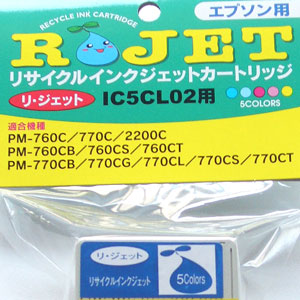 RECYCLE INK CARTRIDGE
エプソン用
R JET
リサイクルインクジェットカートリッジ
リ・ジェット IC5CL02用
5COLORS
適合機種
PM-760C／770C／2200C
PM-760CB／760CS／760CT
PM-770CB／770CG／770CL／770CS／770CT
リ・ジェット
リサイクルインクジェット
5Colors